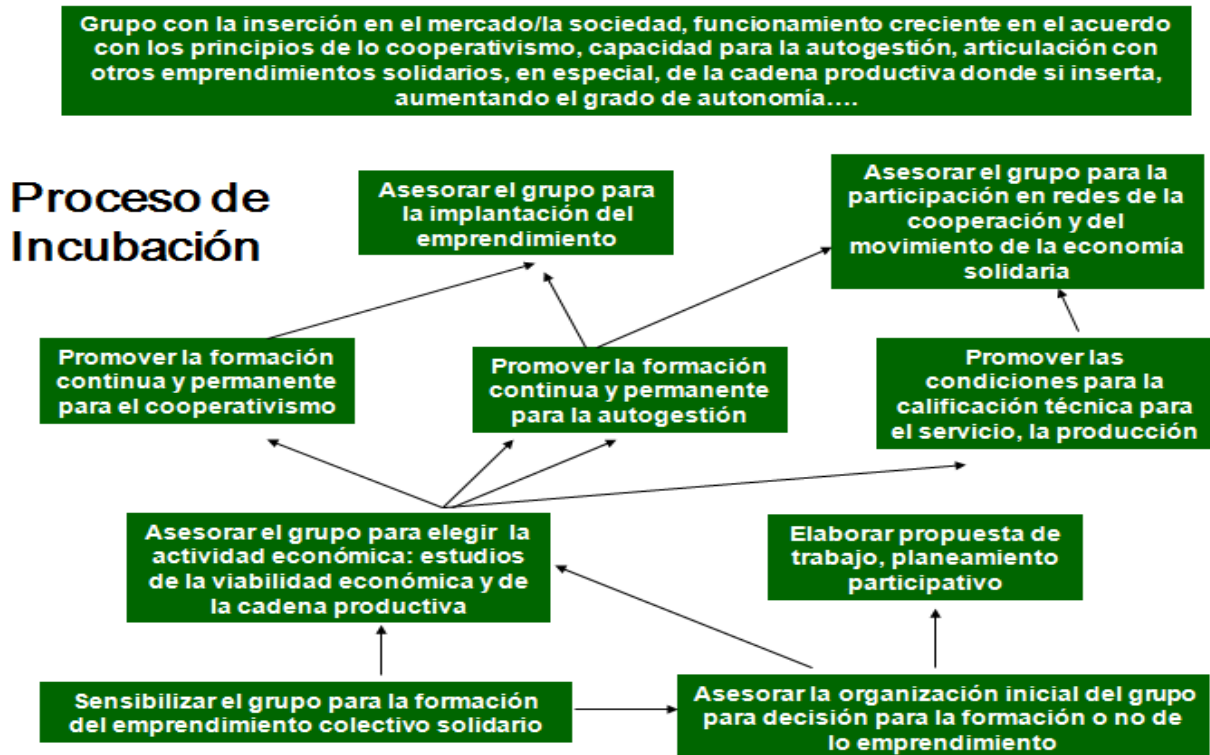 Grupo con la inserción en el mercado/la sociedad, funcionamiento creciente en el acuerdo
con los principios de lo cooperativismo, capacidad para la autogestión, articulación con
otros emprendimientos solidarios, en especial, de la cadena productiva donde si inserta,
aumentando el grado de autonomía....
Proceso de
Incubación
Asesorar el grupo para
la implantación del
emprendimiento
Asesorar el grupo para la
participación en redes de la
cooperación y del
movimiento de la economía
solidaria
Promover la formación
continua y permanente
para el cooperativismo
Promover la formación
continua y permanente
para la autogestión
Promover las
condiciones para la
calificación técnica para
el servicio, la producción
Asesorar el grupo para elegir la
actividad económica: estudios
de la viabilidad económica y de
la cadena productiva
Elaborar propuesta de
trabajo, planeamiento
participativo
Sensibilizar el grupo para la formación
del emprendimiento colectivo solidario
Asesorar la organización inicial del grupo
para decisión para la formación o no de
lo emprendimiento